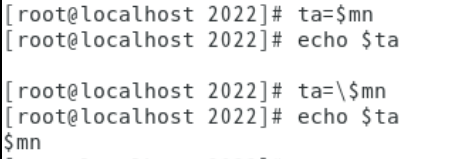 [root@localhost 2022]# ta=$mn
[root@localhost 2022]# echo $ta
[root@localhost 2022]# ta=\$mn
[root@localhost 2022]# echo $ta
$mn